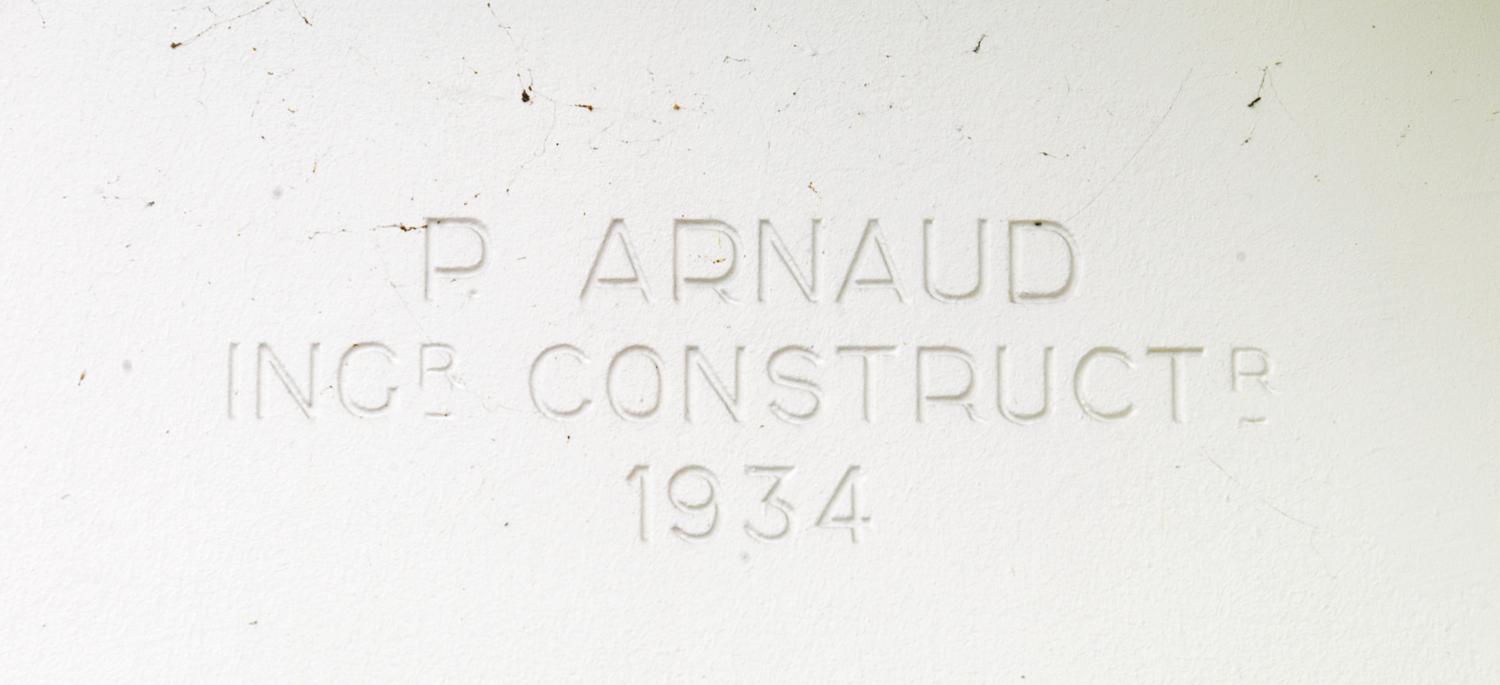 P. ARNAUD
INGR CONSTRUCTR
1934